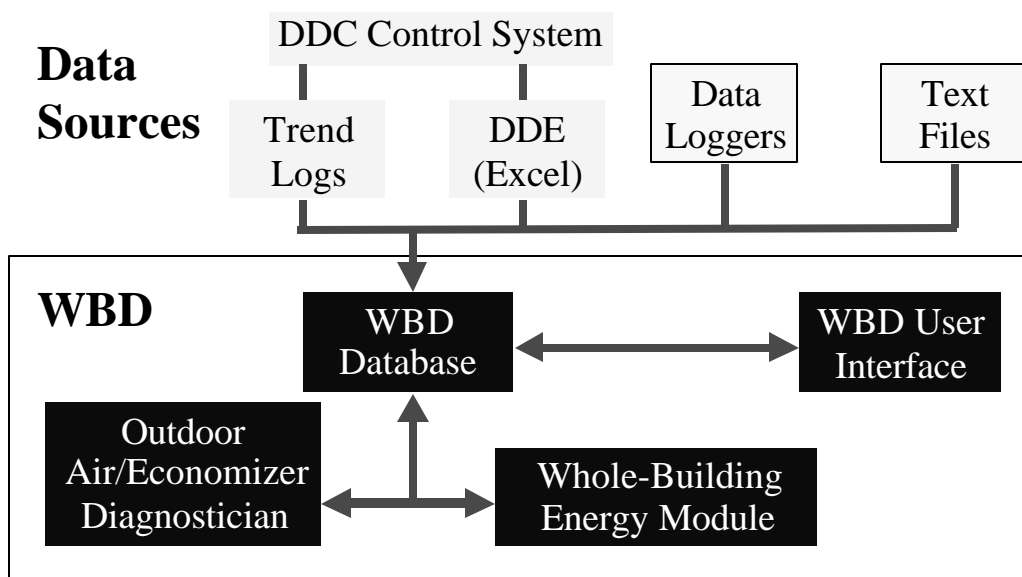 Data
Sources
DDC Control System
Trend
Logs
DDE
(Excel)
Data
Loggers
Text
Files
WBD
WBD
Database
WBD User
Interface
Outdoor
Air/Economizer
Diagnostician
Whole-Building
Energy Module